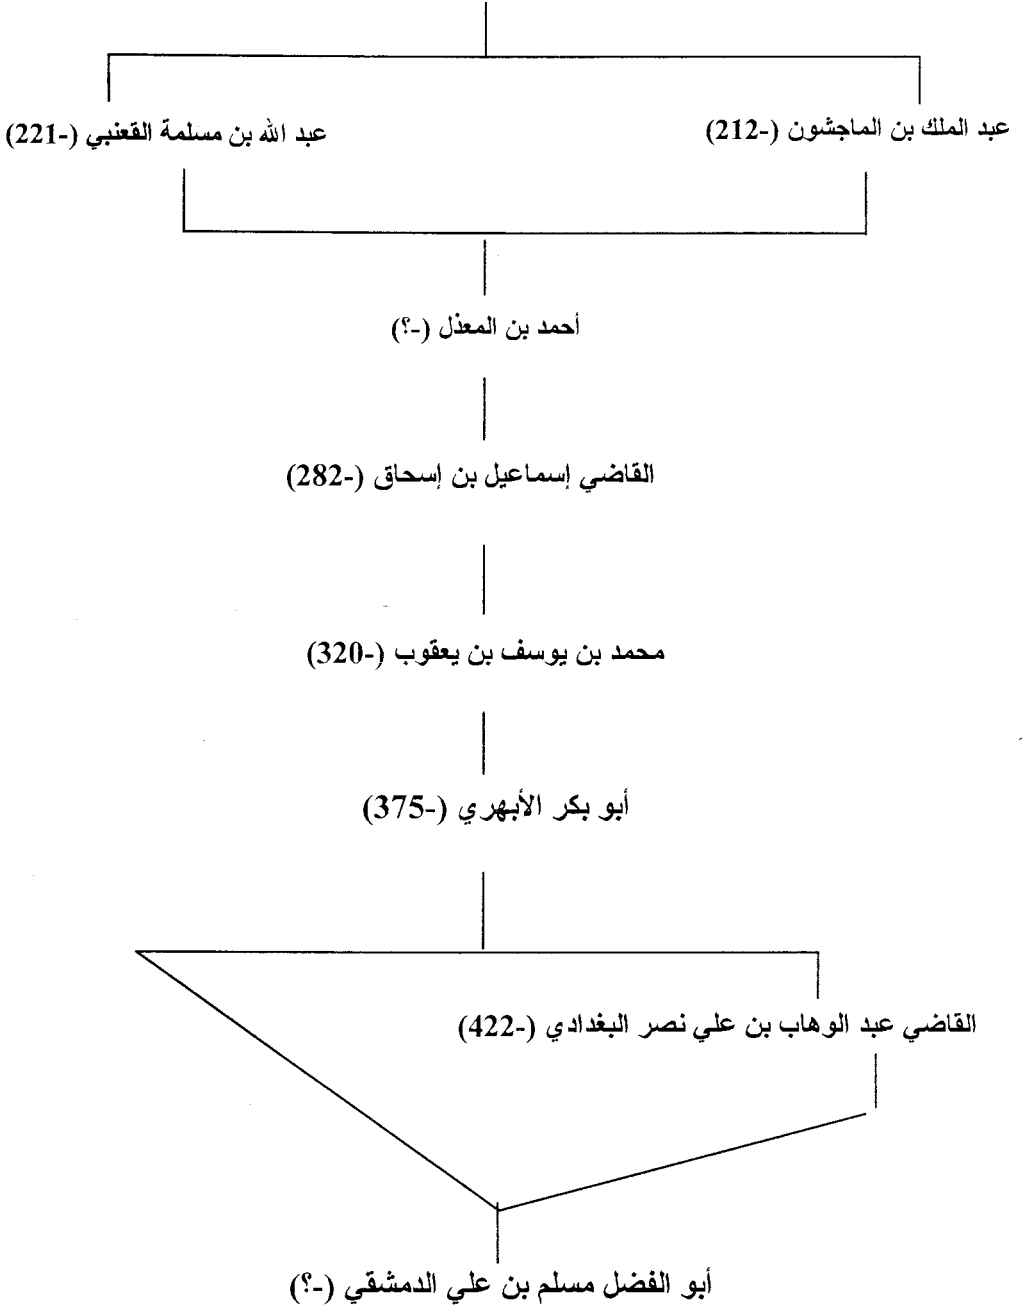 عبد الملك بن الماجشون (-212)
عبد الله بن مسلمة القعنبي (-221)
أحمد بن المعذل (-؟)
القاضي إسماعيل بن إسحاق (-282)
محمد بن يوسف بن يعقوب (-320)
أبو بكر الأبهري (-375)
القاضي عبد الوهاب بن علي نصر البغدادي (-422)
أبو الفضل مسلم بن علي الدمشقي (-؟)